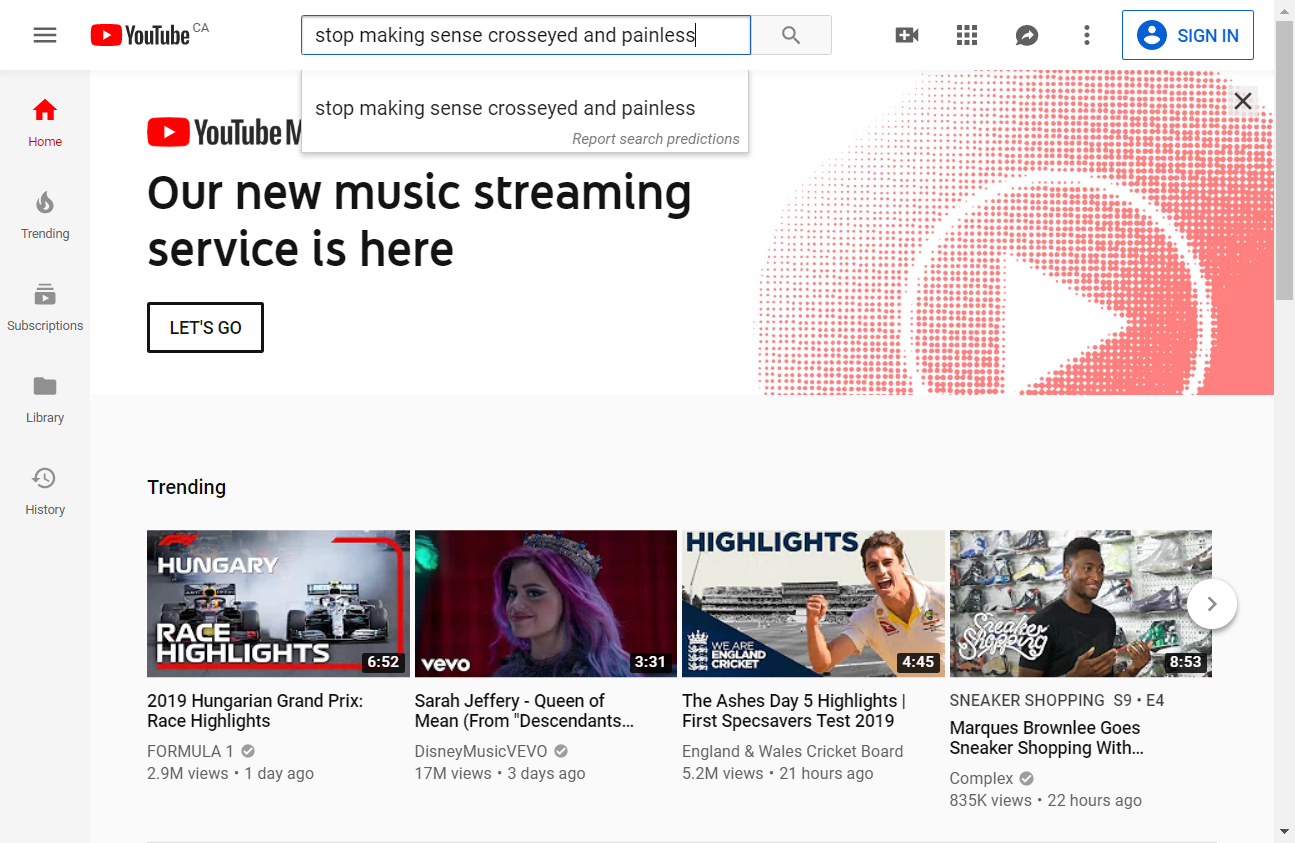 YouTube CA
stop making sense crosseyed and painless
SIGN IN
stop making sense crosseyed and painless
Report search predictions
Home
Trending
Subscriptions
Library
History
YouTube M
Our new music streaming
service is here
LET'S GO
Trending
HUNGARY
RACE
HIGHLIGHTS
6:52
vevo
3:31
HIGHLIGHTS
WE ARE
ENGLAND
CRICKET
4:45
Sneaker
Shopping
8:53
2019 Hungarian Grand Prix:
Race Highlights
FORMULA 1
2.9M views • 1 day ago
Sarah Jeffery - Queen of
Mean (From "Descendants...
DisneyMusicVEVO
17M views • 3 days ago
The Ashes Day 5 Highlights |
First Specsavers Test 2019
England & Wales Cricket Board
5.2M views • 21 hours ago
SNEAKER SHOPPING S9 • E4
Marques Brownlee Goes
Sneaker Shopping With...
Complex
835K views • 22 hours ago